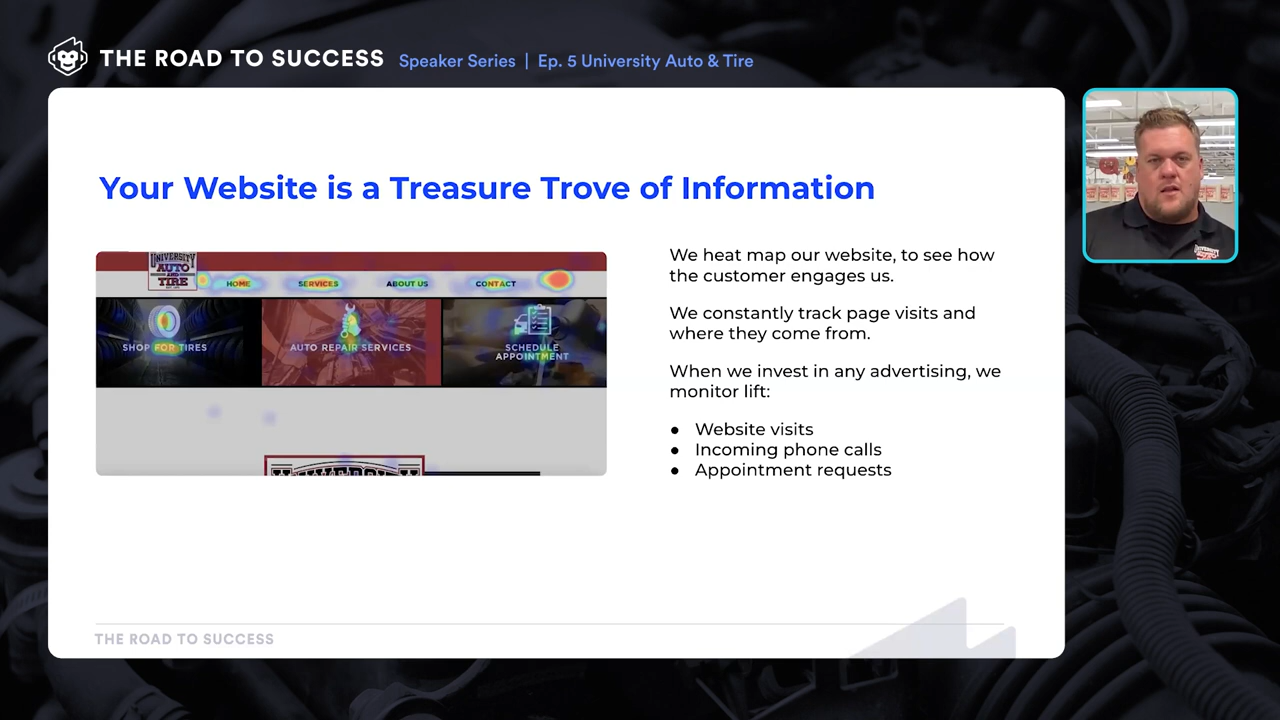 THE ROAD TO SUCCESS Speaker Series | Ep. 5 University Auto & Tire
Your Website is a Treasure Trove of Information
UNIVERSITY
AUTO
AND
TIRE
HOME SERVICES ABOUT US CONTACT
SHOP FOR TIRES
AUTO REPAIR SERVICES
SCHEDULE
APPOINTMENT
We heat map our website, to see how
the customer engages us.
We constantly track page visits and
where they come from.
When we invest in any advertising, we
monitor lift:
● Website visits
● Incoming phone calls
● Appointment requests
THE ROAD TO SUCCESS